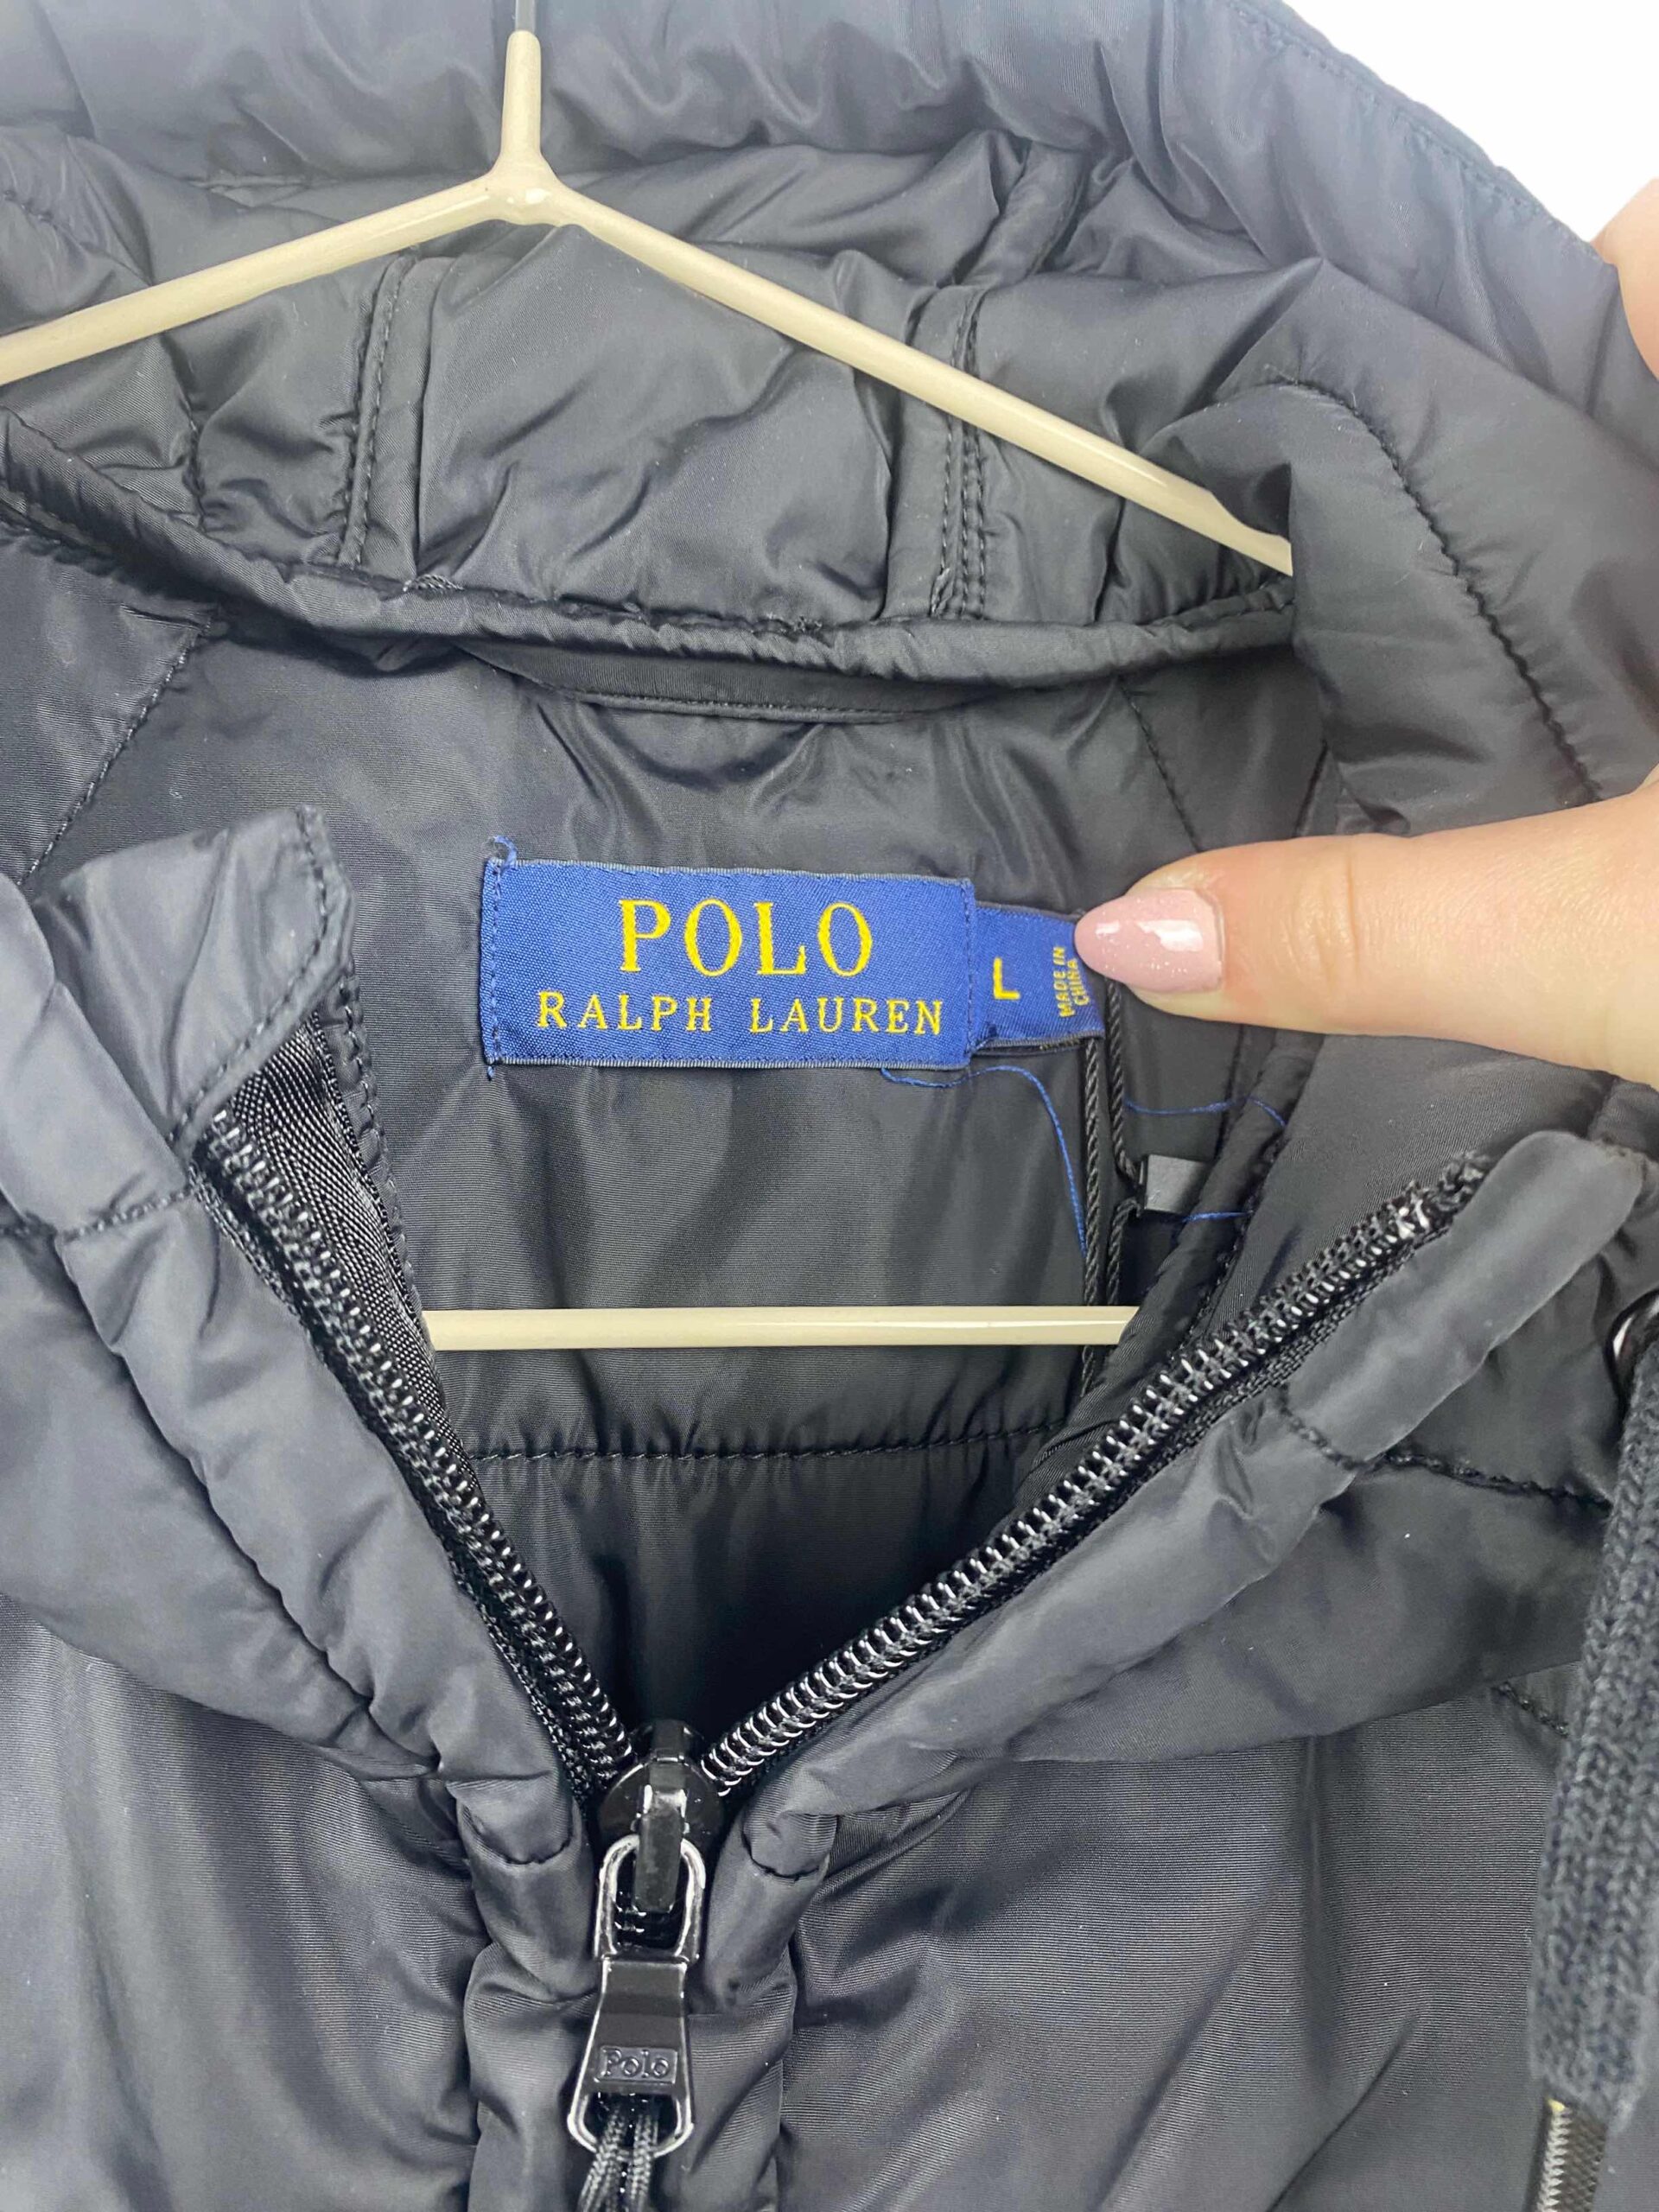 POLO
RALPH LAUREN
L
MADE IN
CHINA
Polo